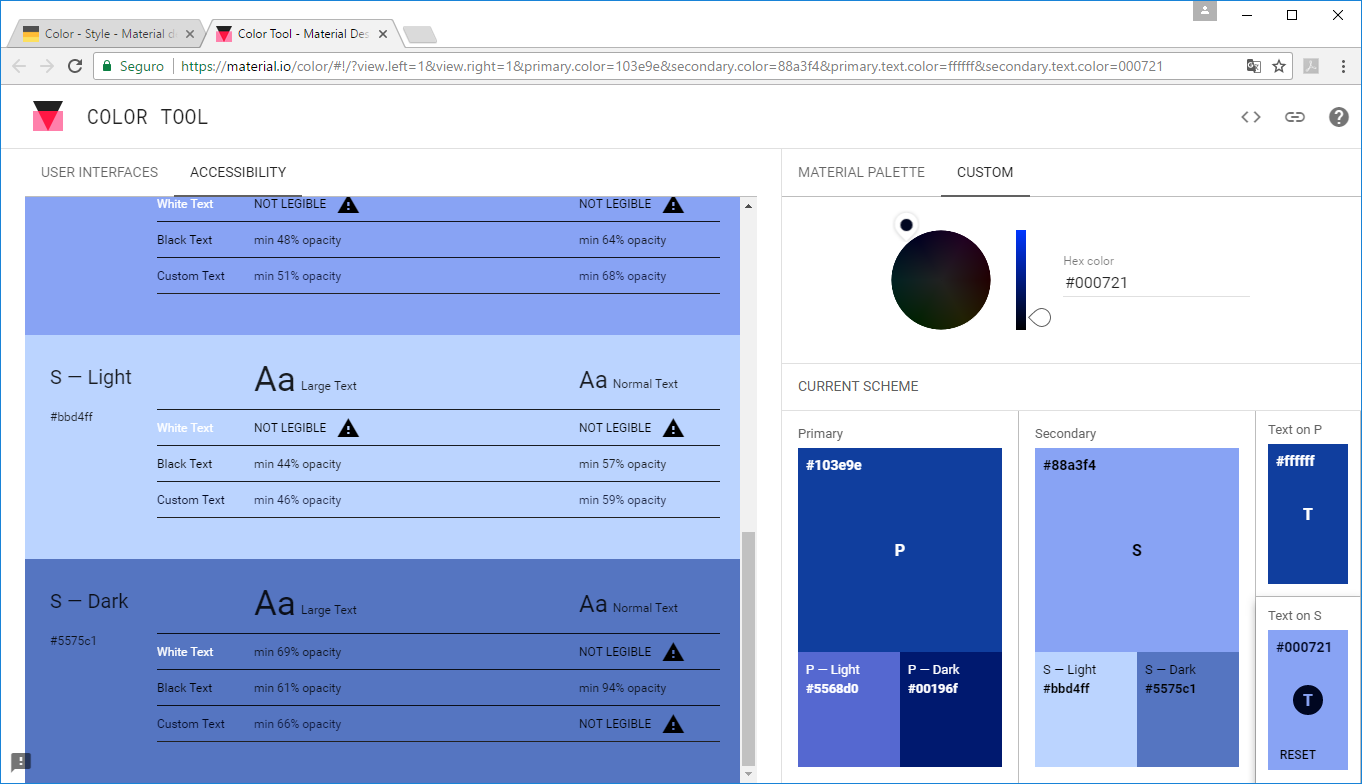 Color - Style - Material d
Color Tool - Material Des
Seguro
https://material.io/color/#!/?view.left=1&view.right=1&primary.color=103e9e&secondary.color=88a3f4&primary.text.color=ffffff&secondary.text.color=000721
COLOR TOOL
USER INTERFACES ACCESSIBILITY
White Text NOT LEGIBLE NOT LEGIBLE
Black Text min 48% opacity min 64% opacity
Custom Text min 51% opacity min 68% opacity
S — Light Aa Large Text Aa Normal Text
#bbd4ff
White Text NOT LEGIBLE NOT LEGIBLE
Black Text min 44% opacity min 57% opacity
Custom Text min 46% opacity min 59% opacity
S — Dark Aa Large Text Aa Normal Text
#5575c1
White Text min 69% opacity NOT LEGIBLE
Black Text min 61% opacity min 94% opacity
Custom Text min 66% opacity NOT LEGIBLE
MATERIAL PALETTE CUSTOM
Hex color
#000721
CURRENT SCHEME
Primary
#103e9e
P
P — Light
#5568d0
P — Dark
#00196f
Secondary
#88a3f4
S
S — Light
#bbd4ff
S — Dark
#5575c1
Text on P
#ffffff
T
Text on S
#000721
T
RESET